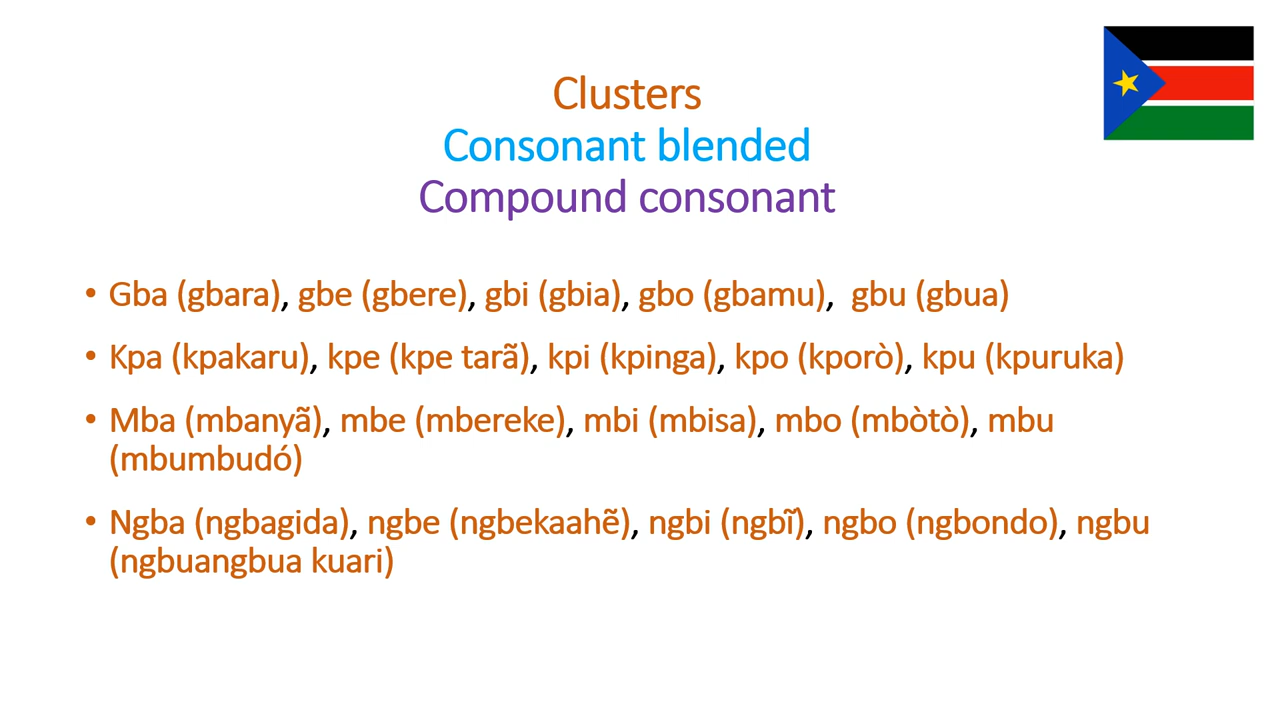 Clusters
Consonant blended
Compound consonant
• Gba (gbara), gbe (gbere), gbi (gbia), gbo (gbamu),  gbu (gbua)
• Kpa (kpakaru), kpe (kpe tarã), kpi (kpinga), kpo (kporò), kpu (kpuruka)
• Mba (mbanyã), mbe (mbereke), mbi (mbisa), mbo (mbòtò), mbu
(mbumbudó)
• Ngba (ngbagida), ngbe (ngbekaahẽ), ngbi (ngbĩ), ngbo (ngbondo), ngbu
(ngbuangbua kuari)